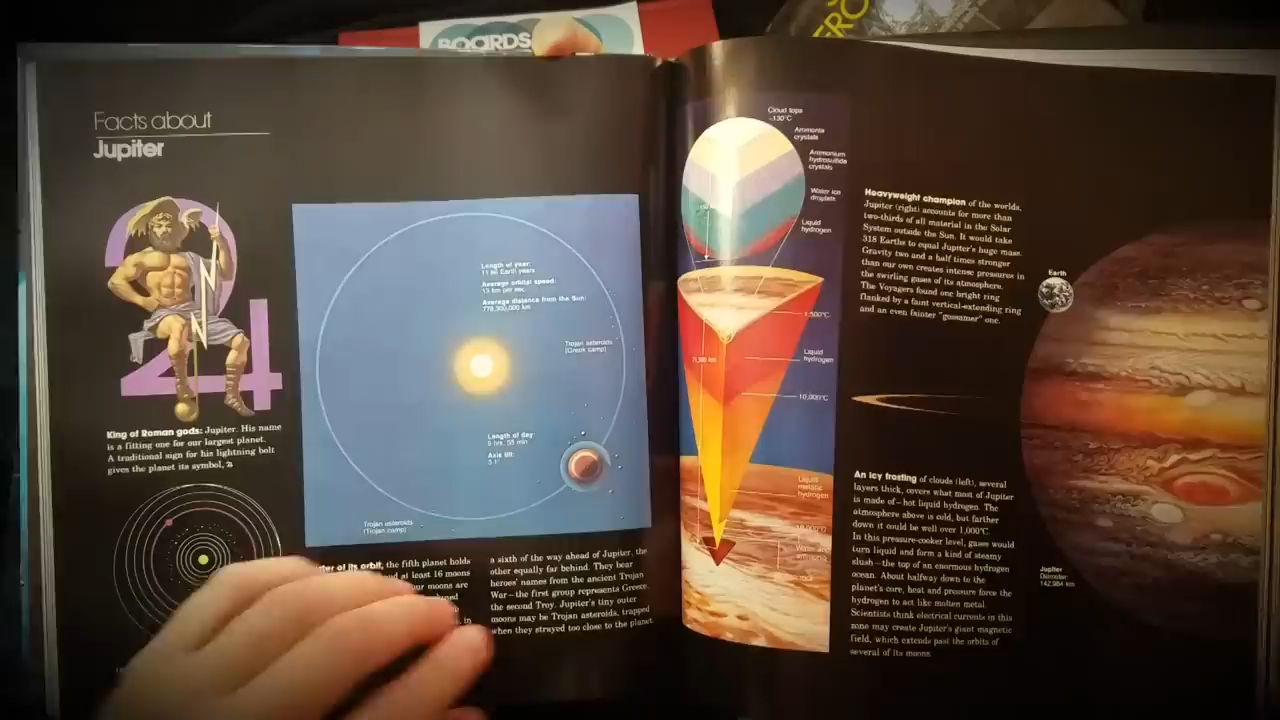 BOARDS
Facts about
Jupiter
King of Roman gods: Jupiter. His name
is a fitting one for our largest planet.
A traditional sign for his lightning bolt
gives the planet its symbol, ♃
Length of year:
Earth years
Average orbital speed:
13 km per sec.
Average distance from the Sun:
778,300,000 km
Trojan asteroids
(Greek camp)
Length of day:
9 hrs, 55 min
Axis tilt:
3.1°
Trojan asteroids
(Trojan camp)
of its orbit, the fifth planet holds
at least 16 moons
our moons are
in
a sixth of the way ahead of Jupiter, the
other equally far behind. They bear
heroes' names from the ancient Trojan
War—the first group represents Greece,
the second Troy. Jupiter's tiny outer
moons may be Trojan asteroids, trapped
when they strayed too close to the planet.
Cloud tops
-130°C
Ammonia
crystals
Ammonium
hydrosulfide
crystals
Water ice
droplets
Liquid
hydrogen
1,500°C
Liquid
hydrogen
71,500 km
10,000°C
Liquid
metallic
hydrogen
Heavyweight champion of the worlds,
Jupiter (right) accounts for more than
two-thirds of all material in the Solar
System outside the Sun. It would take
318 Earths to equal Jupiter's huge mass.
Gravity two and a half times stronger
than our own creates intense pressures in
the swirling gases of its atmosphere.
The Voyagers found one bright ring
flanked by a faint vertical-extending ring
and an even fainter "gossamer" one.
Earth
An icy frosting of clouds (left), several
layers thick, covers what most of Jupiter
is made of—hot liquid hydrogen. The
atmosphere above is cold, but farther
down it could be well over 1,000°C.
In this pressure-cooker level, gases would
turn liquid and form a kind of steamy
slush—the top of an enormous hydrogen
ocean. About halfway down to the
planet's core, heat and pressure force the
hydrogen to act like molten metal.
Scientists think electrical currents in this
zone may create Jupiter's giant magnetic
field, which extends past the orbits of
several of its moons.
Jupiter
Diameter:
142,984 km